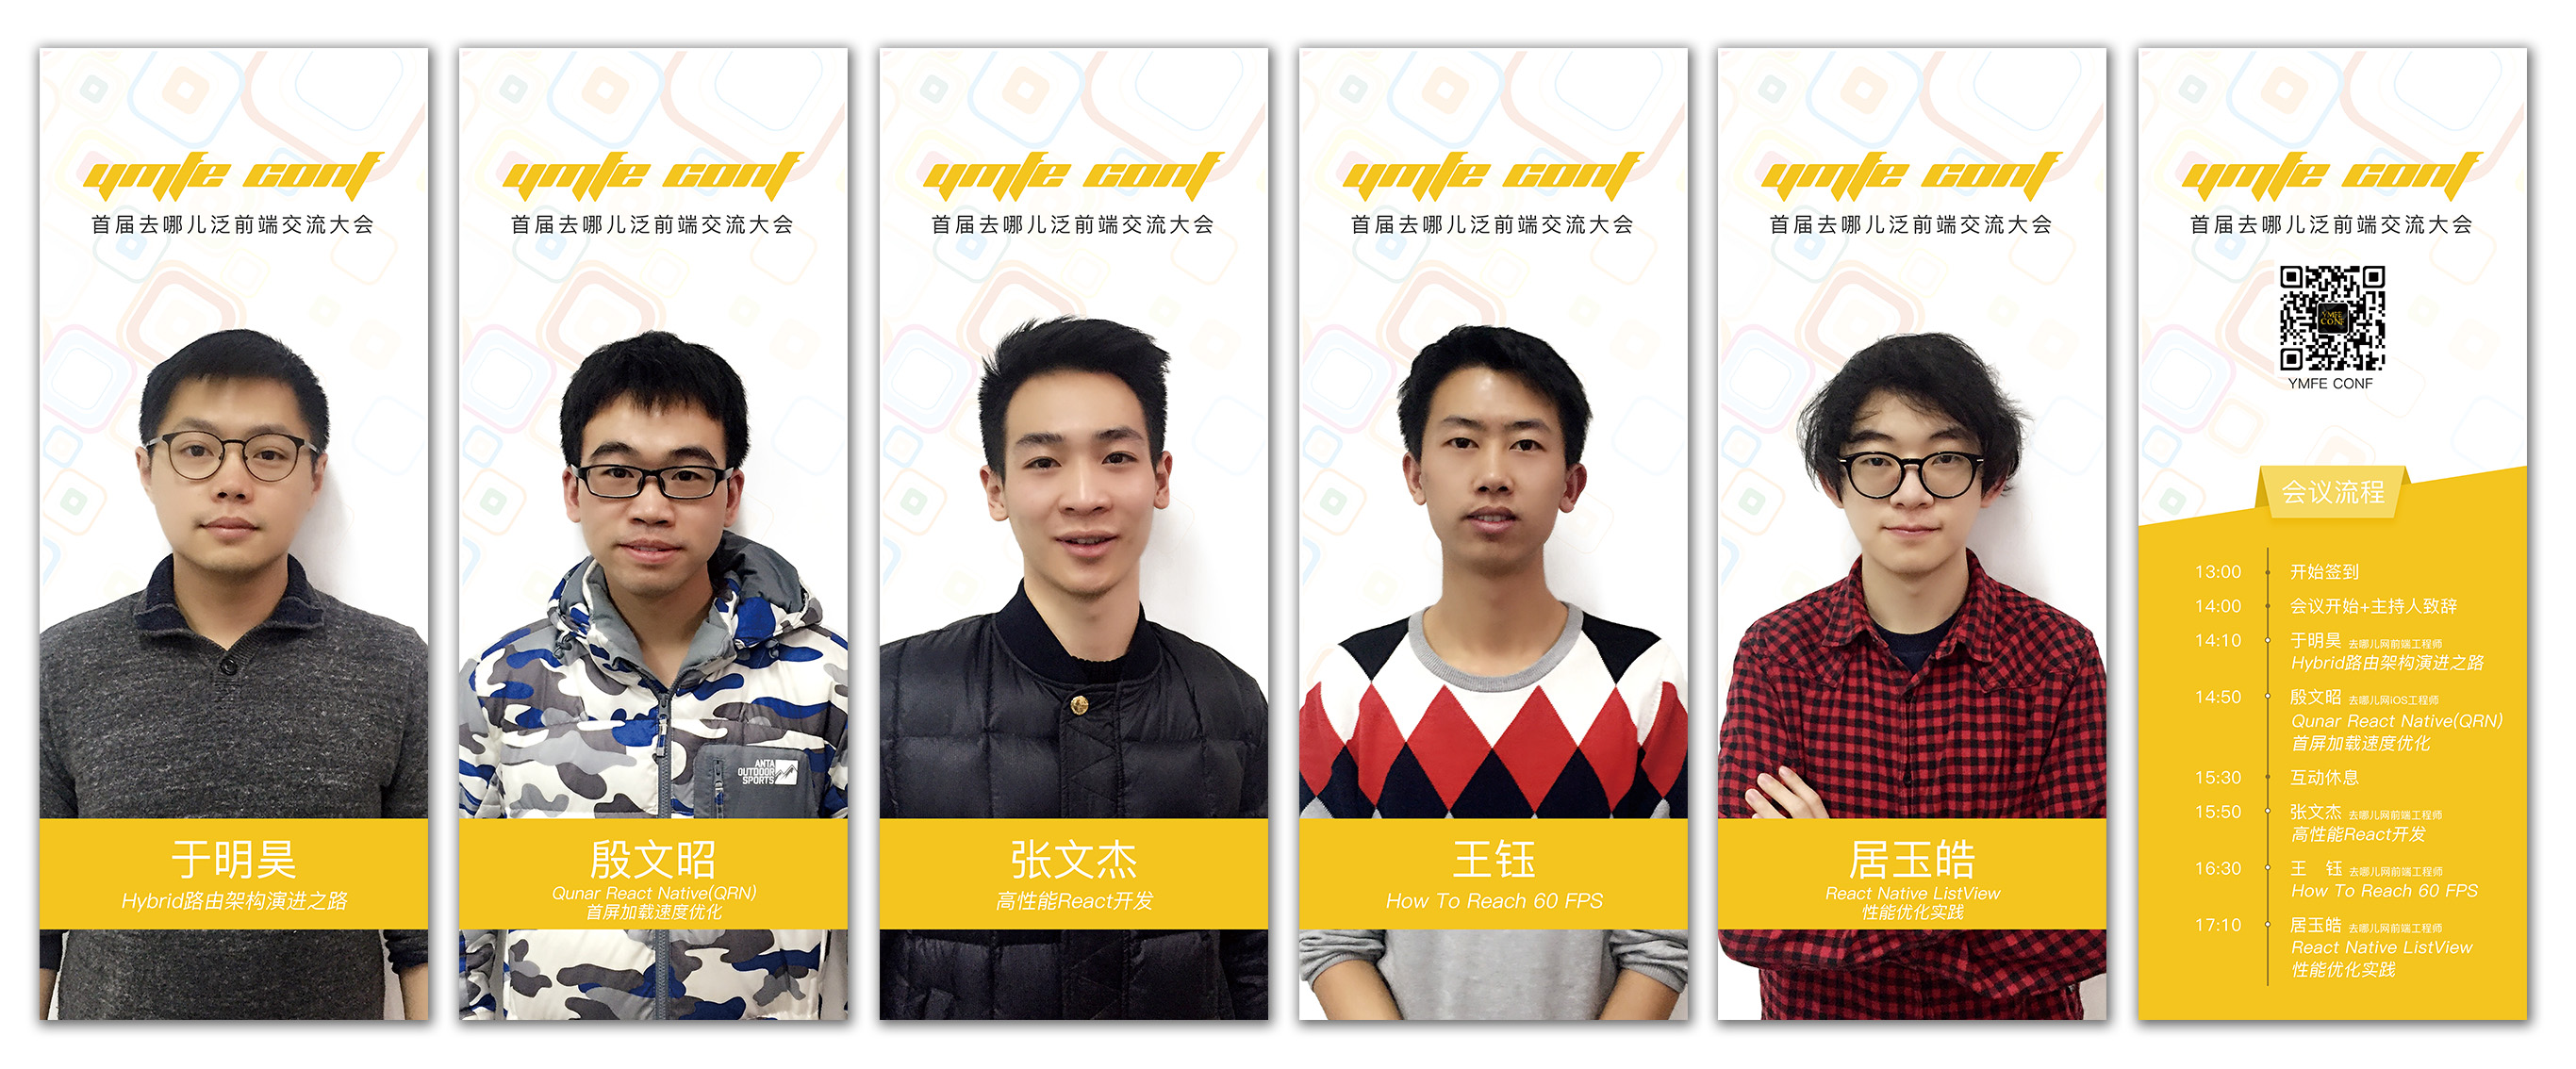 ymfe conf
首届去哪儿泛前端交流大会
于明昊
Hybrid路由架构演进之路
ymfe conf
首届去哪儿泛前端交流大会
ANTA
OUTDOOR
SPORTS
殷文昭
Qunar React Native(QRN)
首屏加载速度优化
ymfe conf
首届去哪儿泛前端交流大会
张文杰
高性能React开发
ymfe conf
首届去哪儿泛前端交流大会
王钰
How To Reach 60 FPS
ymfe conf
首届去哪儿泛前端交流大会
居玉皓
React Native ListView
性能优化实践
ymfe conf
首届去哪儿泛前端交流大会
YMFE
CONF
YMFE CONF
会议流程
13:00 开始签到
14:00 会议开始+主持人致辞
14:10 于明昊 去哪儿网前端工程师
Hybrid路由架构演进之路
14:50 殷文昭 去哪儿网iOS工程师
Qunar React Native(QRN)
首屏加载速度优化
15:30 互动休息
15:50 张文杰 去哪儿网前端工程师
高性能React开发
16:30 王 钰 去哪儿网前端工程师
How To Reach 60 FPS
17:10 居玉皓 去哪儿网前端工程师
React Native ListView
性能优化实践